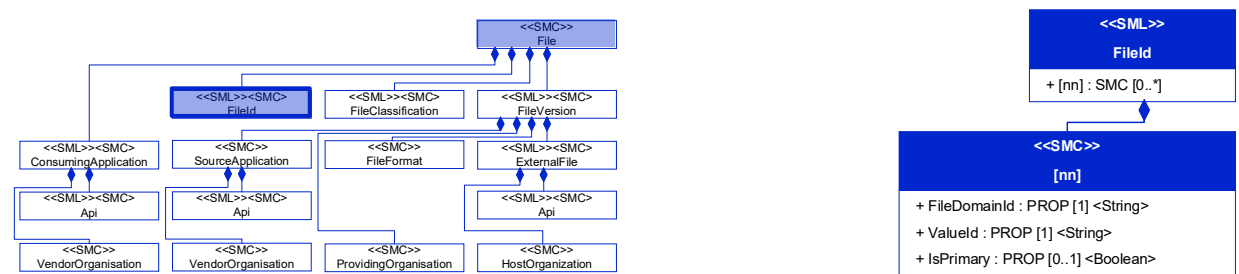 <<SMC>>
File
<<SML>><SMC>
FileId
<<SML>><SMC>
FileClassification
<<SML>><SMC>
FileVersion
<<SML>><SMC>
ConsumingApplication
<<SMC>>
SourceApplication
<<SMC>>
FileFormat
<<SML>><SMC>
ExternalFile
<<SML>><SMC>
Api
<<SML>><SMC>
Api
<<SML>><SMC>
Api
<<SMC>>
VendorOrganisation
<<SMC>>
VendorOrganisation
<<SMC>>
ProvidingOrganisation
<<SMC>>
HostOrganization
<<SML>>
FileId
+ [nn] : SMC [0..*]
<<SMC>>
[nn]
+ FileDomainId : PROP [1] <String>
+ ValueId : PROP [1] <String>
+ IsPrimary : PROP [0..1] <Boolean>